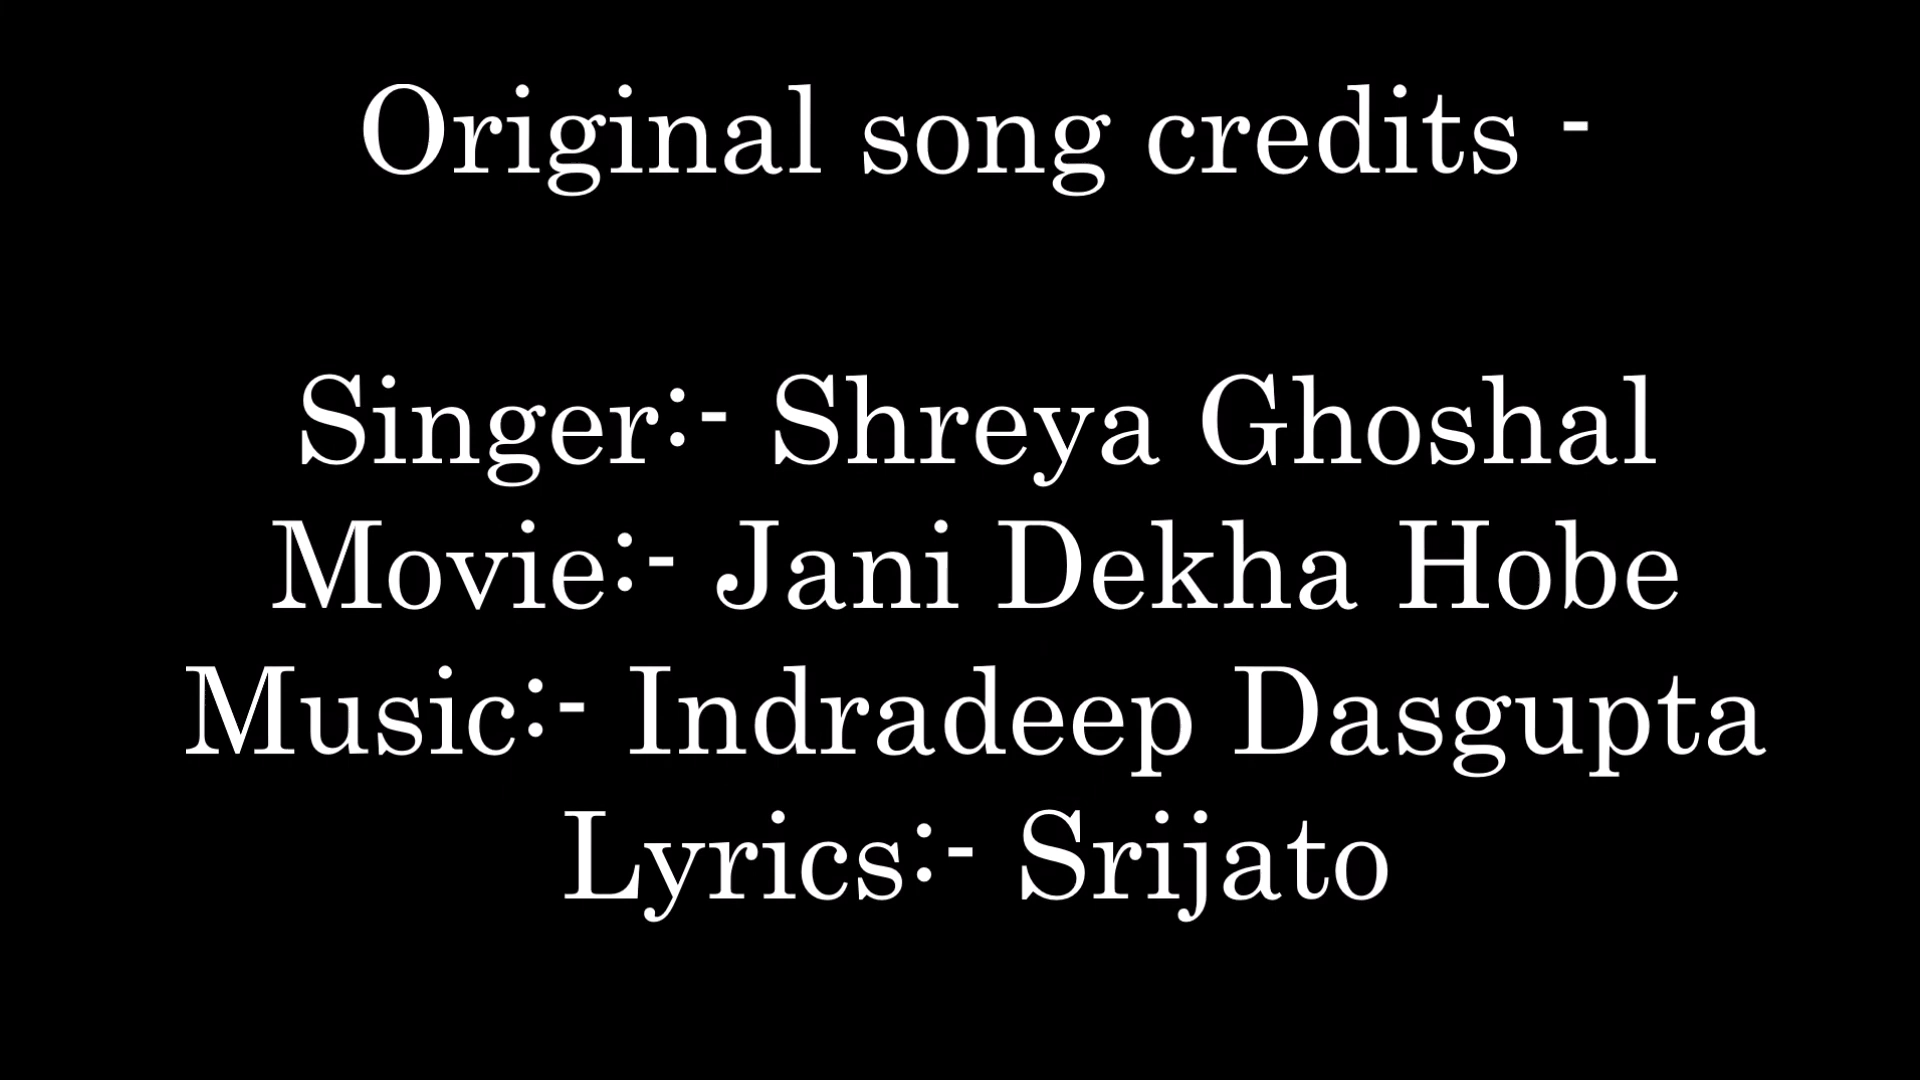 Original song credits -
Singer:- Shreya Ghoshal
Movie:- Jani Dekha Hobe
Music:- Indradeep Dasgupta
Lyrics:- Srijato